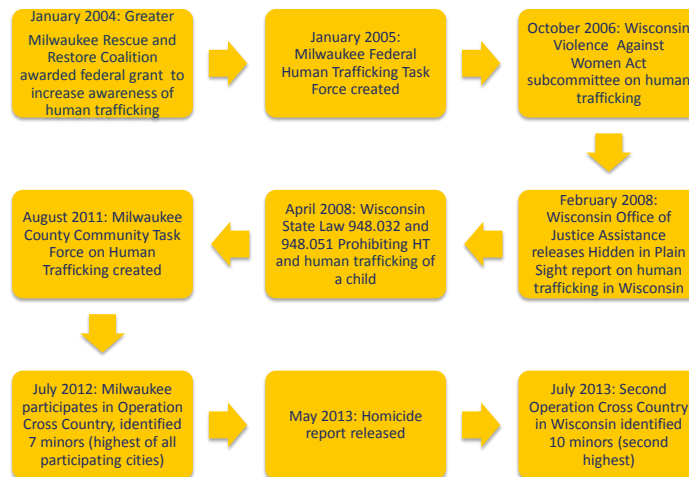 January 2004: Greater
Milwaukee Rescue and
Restore Coalition
awarded federal grant to
increase awareness of
human trafficking
January 2005:
Milwaukee Federal
Human Trafficking Task
Force created
October 2006: Wisconsin
Violence Against
Women Act
subcommittee on human
trafficking
February 2008:
Wisconsin Office of
Justice Assistance
releases Hidden in Plain
Sight report on human
trafficking in Wisconsin
April 2008: Wisconsin
State Law 948.032 and
948.051 Prohibiting HT
and human trafficking of
a child
August 2011: Milwaukee
County Community Task
Force on Human
Trafficking created
July 2012: Milwaukee
participates in Operation
Cross Country, identified
7 minors (highest of all
participating cities)
May 2013: Homicide
report released
July 2013: Second
Operation Cross Country
in Wisconsin identified
10 minors (second
highest)